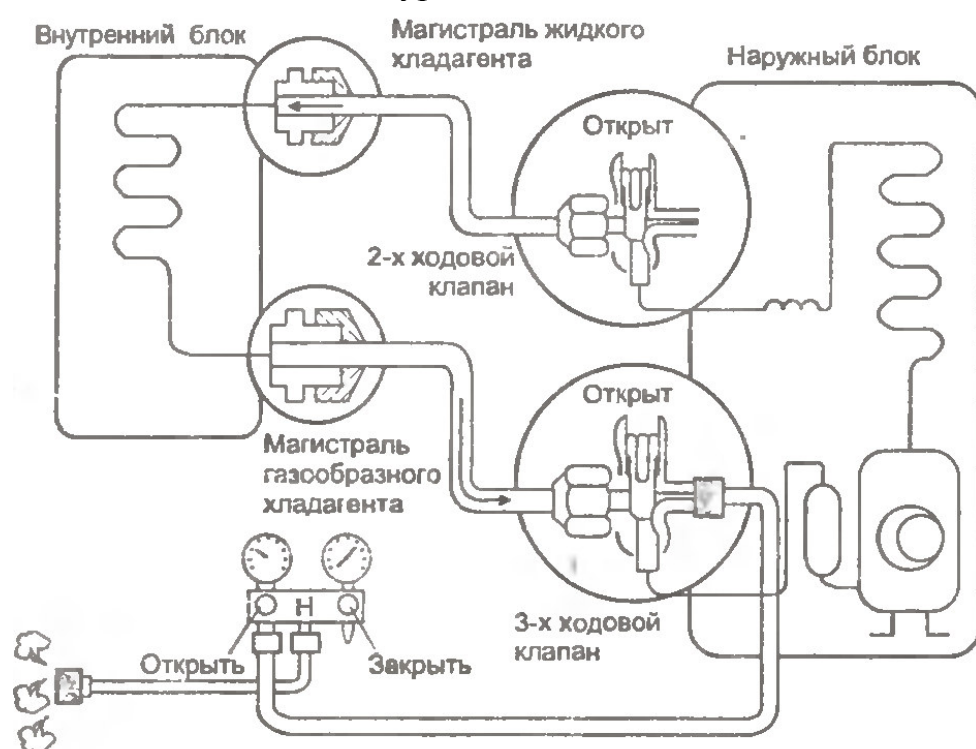 Внутренний блок
Магистраль жидкого
хладагента
Наружный блок
Открыт
2-х ходовой
клапан
Открыт
Магистраль
газообразного
хладагента
3-х ходовой
клапан
Н
Открыть
Закрыть